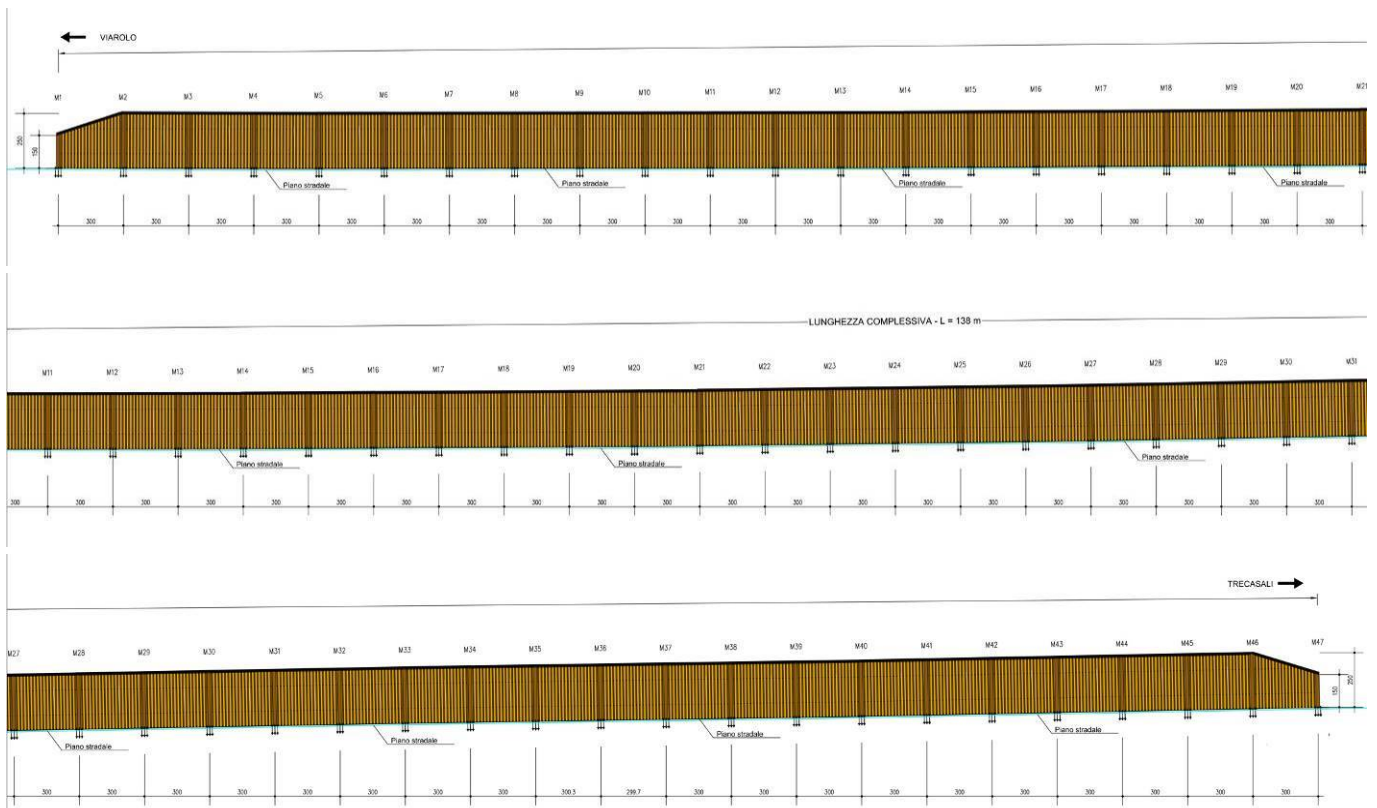 VIAROLO
M1 M2 M3 M4 M5 M6 M7 M8 M9 M10 M11 M12 M13 M14 M15 M16 M17 M18 M19 M20 M21
250 150
Piano stradale Piano stradale Piano stradale Piano stradale
300 300 300 300 300 300 300 300 300 300 300 300 300 300 300 300 300 300 300 300
LUNGHEZZA COMPLESSIVA - L = 138 m
M11 M12 M13 M14 M15 M16 M17 M18 M19 M20 M21 M22 M23 M24 M25 M26 M27 M28 M29 M30 M31
Piano stradale Piano stradale Piano stradale
300 300 300 300 300 300 300 300 300 300 300 300 300 300 300 300 300 300 300 300 300
TRECASALI
M27 M28 M29 M30 M31 M32 M33 M34 M35 M36 M37 M38 M39 M40 M41 M42 M43 M44 M45 M46 M47
150 250
Piano stradale Piano stradale Piano stradale Piano stradale
300 300 300 300 300 300 300 300 300.3 299.7 300 300 300 300 300 300 300 300 300 300